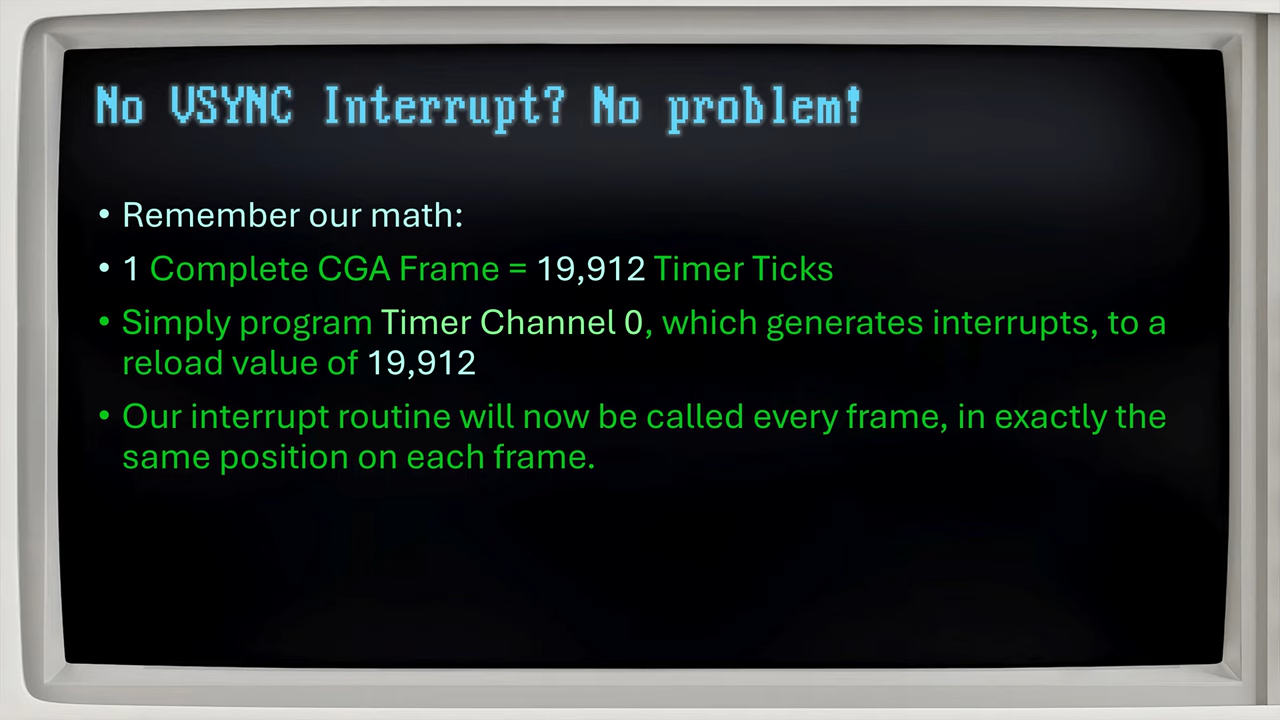 No VSYNC Interrupt? No problem!
• Remember our math:
• 1 Complete CGA Frame = 19,912 Timer Ticks
• Simply program Timer Channel 0, which generates interrupts, to a
reload value of 19,912
• Our interrupt routine will now be called every frame, in exactly the
same position on each frame.